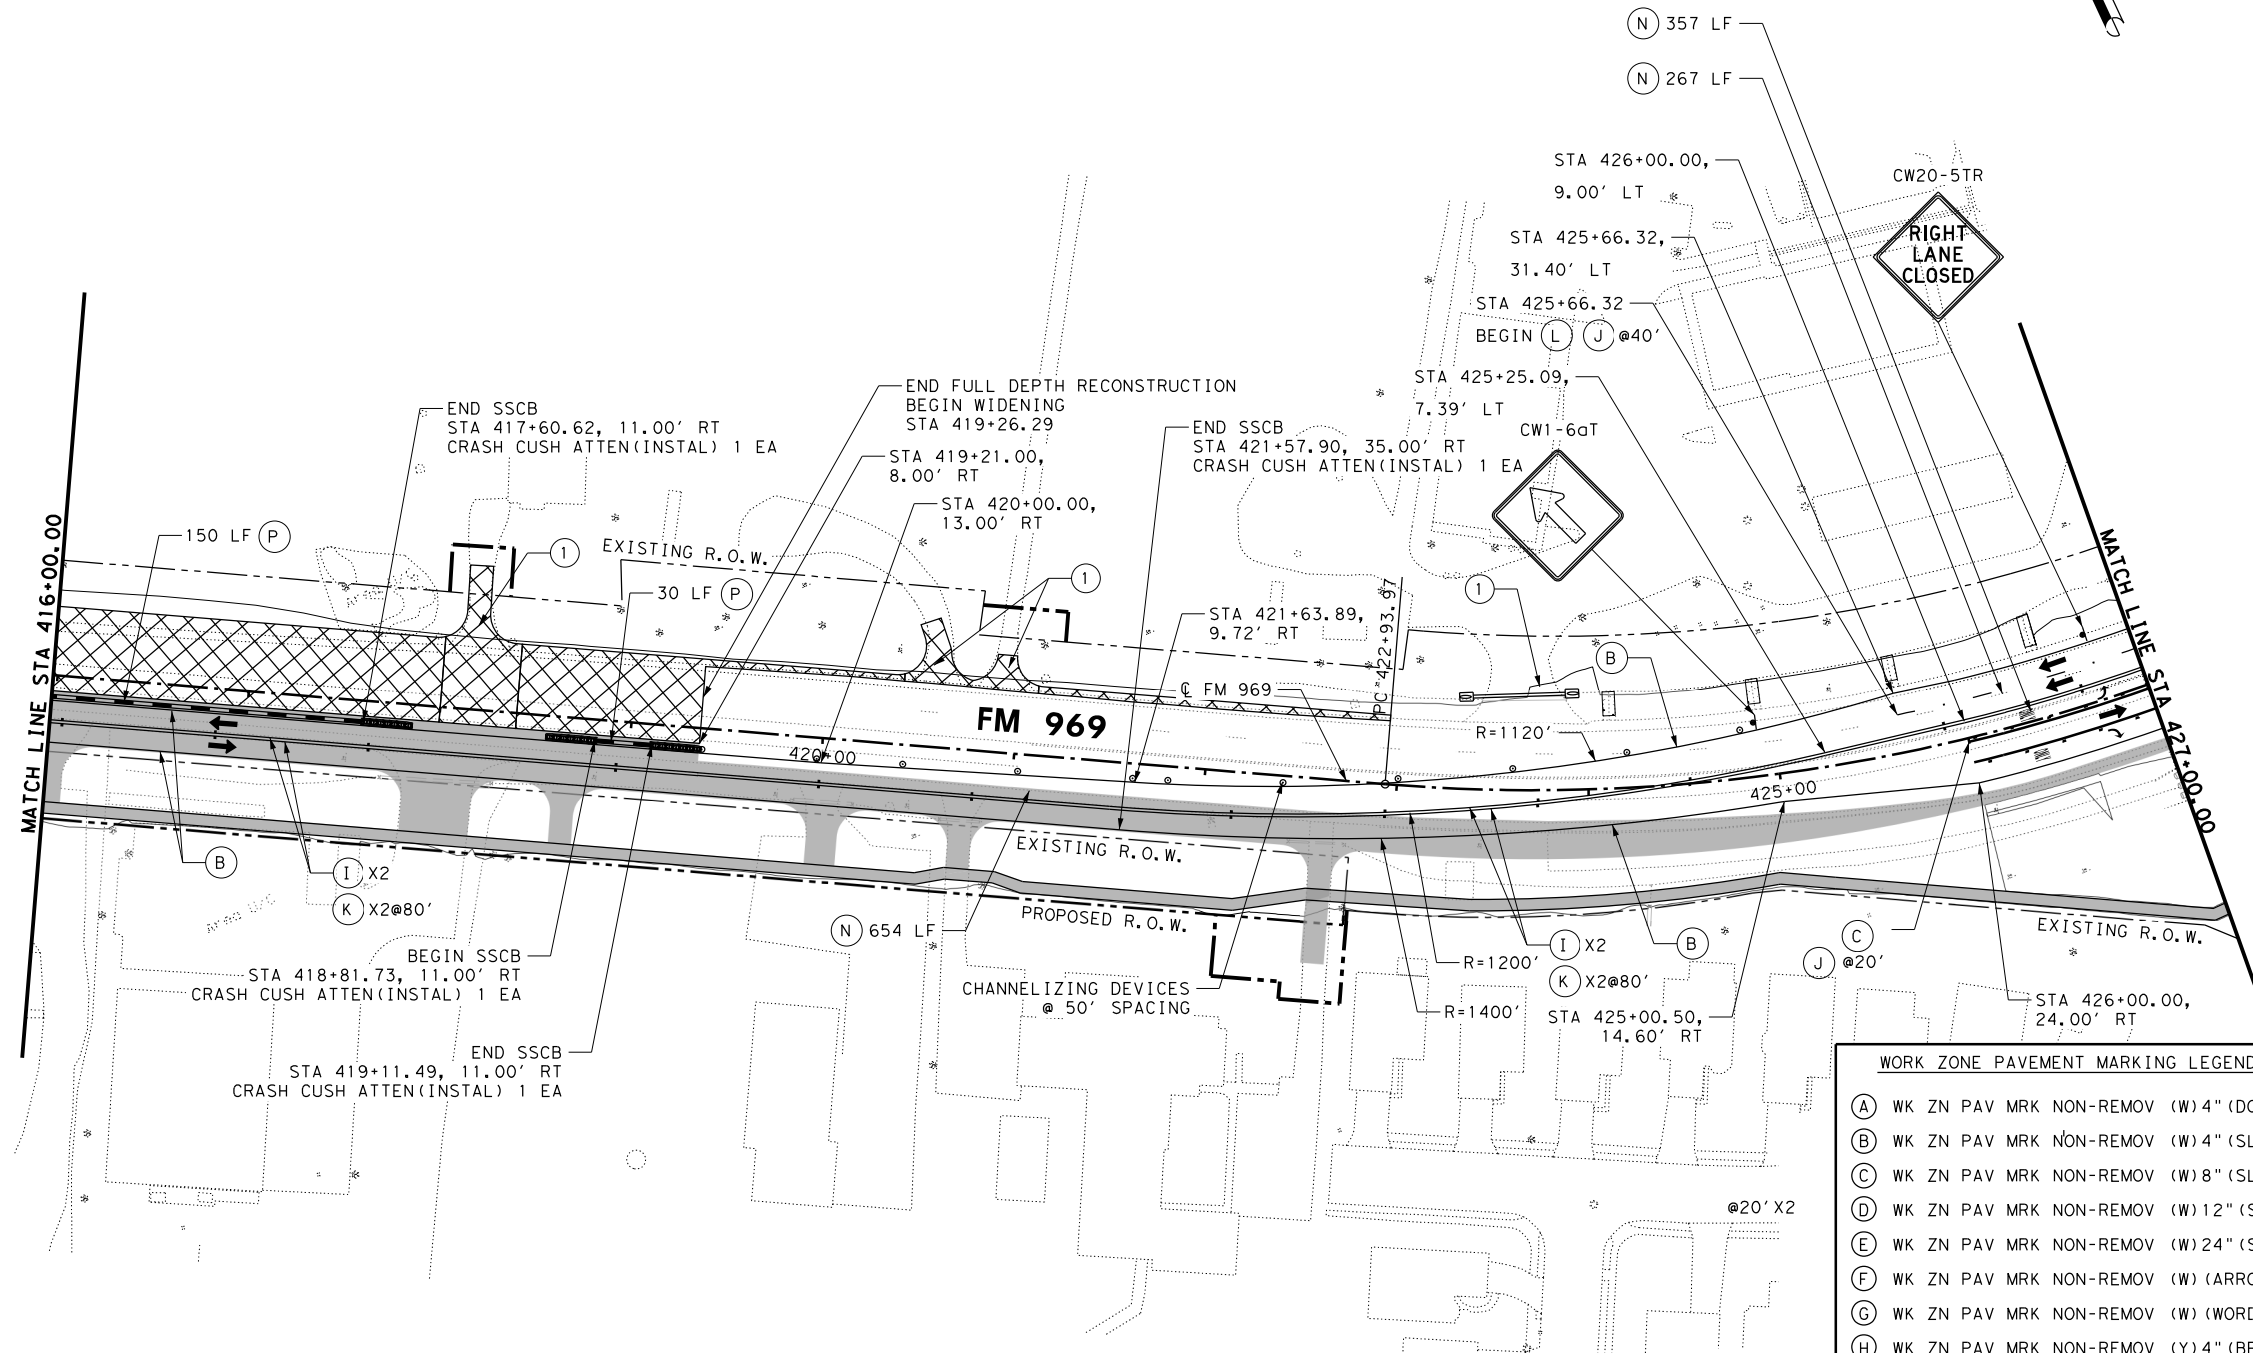 N 357 LF
N 267 LF
STA 426+00.00,
9.00' LT
CW20-5TR
RIGHT
LANE
CLOSED
STA 425+66.32,
31.40' LT
STA 425+66.32
BEGIN L J @40'
STA 425+25.09,
7.39' LT
CW1-6aT
END FULL DEPTH RECONSTRUCTION
BEGIN WIDENING
STA 419+26.29
END SSCB
STA 417+60.62, 11.00' RT
CRASH CUSH ATTEN(INSTAL) 1 EA
END SSCB
STA 421+57.90, 35.00' RT
CRASH CUSH ATTEN(INSTAL) 1 EA
STA 419+21.00,
8.00' RT
STA 420+00.00,
13.00' RT
150 LF P
1
EXISTING R.O.W.
30 LF P
1
1
STA 421+63.89,
9.72' RT
PC 422+93.97
B
MATCH LINE STA 416+00.00
MATCH LINE STA 427+00.00
℄ FM 969
FM 969
R=1120'
420+00
425+00
EXISTING R.O.W.
B
I X2
K X2@80'
PROPOSED R.O.W.
N 654 LF
EXISTING R.O.W.
C
J @20'
I X2
K X2@80'
B
R=1200'
R=1400'
BEGIN SSCB
STA 418+81.73, 11.00' RT
CRASH CUSH ATTEN(INSTAL) 1 EA
CHANNELIZING DEVICES
@ 50' SPACING
STA 425+00.50,
14.60' RT
STA 426+00.00,
24.00' RT
END SSCB
STA 419+11.49, 11.00' RT
CRASH CUSH ATTEN(INSTAL) 1 EA
@20'X2
WORK ZONE PAVEMENT MARKING LEGEND
A WK ZN PAV MRK NON-REMOV (W)4"(DO
B WK ZN PAV MRK NON-REMOV (W)4"(SL
C WK ZN PAV MRK NON-REMOV (W)8"(SL
D WK ZN PAV MRK NON-REMOV (W)12"(S
E WK ZN PAV MRK NON-REMOV (W)24"(S
F WK ZN PAV MRK NON-REMOV (W)(ARRO
G WK ZN PAV MRK NON-REMOV (W)(WORD
H WK ZN PAV MRK NON-REMOV (Y)4"(BR